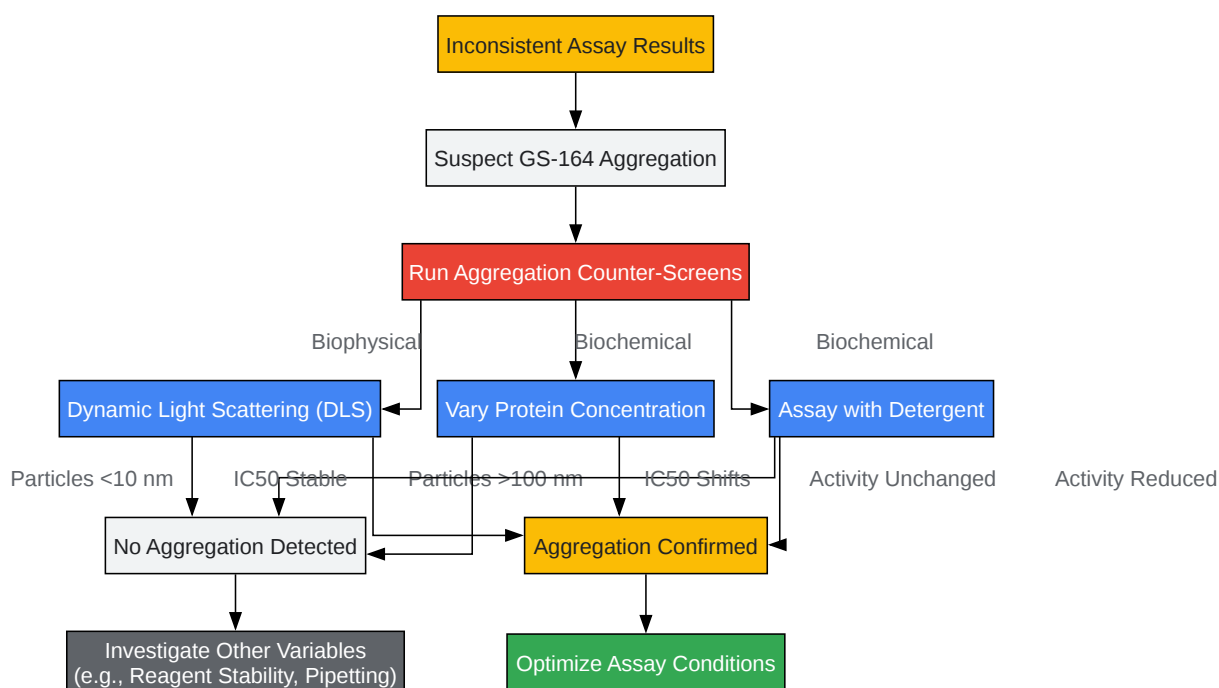 Inconsistent Assay Results
Suspect GS-164 Aggregation
Run Aggregation Counter-Screens
Biophysical
Biochemical
Biochemical
Dynamic Light Scattering (DLS)
Vary Protein Concentration
Assay with Detergent
Particles <10 nm
IC50 Stable
Particles >100 nm
IC50 Shifts
Activity Unchanged
Activity Reduced
No Aggregation Detected
Aggregation Confirmed
Investigate Other Variables
(e.g., Reagent Stability, Pipetting)
Optimize Assay Conditions